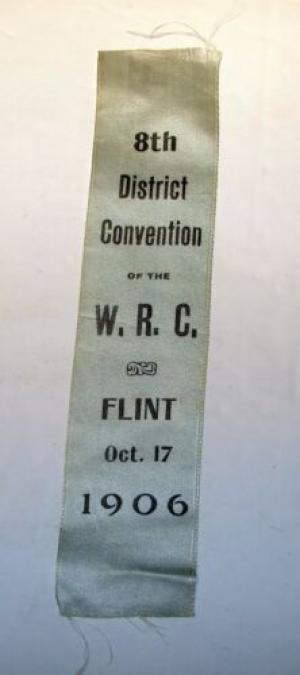 8th
District
Convention
OF THE
W. R. C.
FLINT
Oct. 17
1906